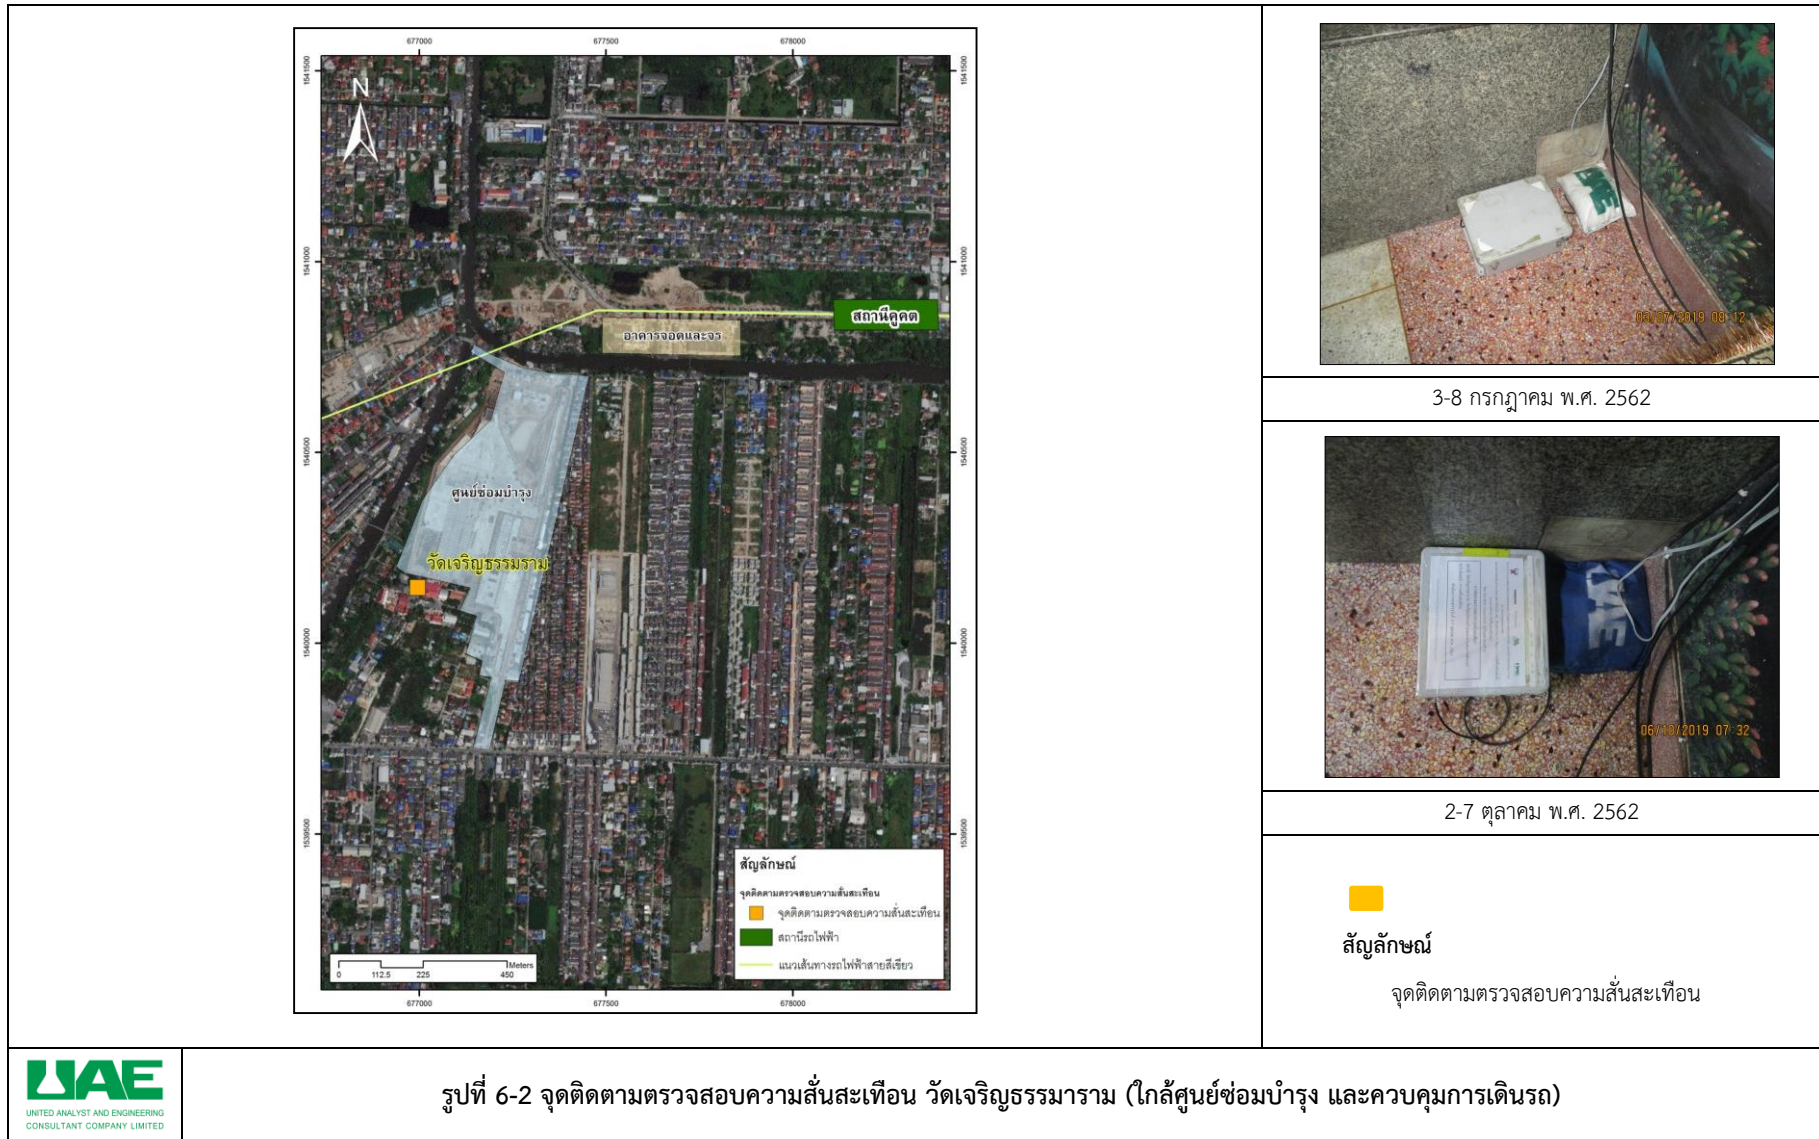 677000
677500
678000
1541500
1541500
N
1541000
1541000
สถานีคูคต
อาคารจอดและจร
1540500
1540500
ศูนย์ซ่อมบำรุง
วัดเจริญธรรมราม
1540000
1540000
1539500
1539500
สัญลักษณ์
จุดติดตามตรวจสอบความสั่นสะเทือน
จุดติดตามตรวจสอบความสั่นสะเทือน
สถานีรถไฟฟ้า
แนวเส้นทางรถไฟฟ้าสายสีเขียว
Meters
0 112.5 225 450
677000
677500
678000
07/2019 08:12
3-8 กรกฎาคม พ.ศ. 2562
UAE
06/10/2019 07:32
2-7 ตุลาคม พ.ศ. 2562
สัญลักษณ์
จุดติดตามตรวจสอบความสั่นสะเทือน
UAE
UNITED ANALYST AND ENGINEERING
CONSULTANT COMPANY LIMITED
รูปที่ 6-2 จุดติดตามตรวจสอบความสั่นสะเทือน วัดเจริญธรรมาราม (ใกล้ศูนย์ซ่อมบำรุง และควบคุมการเดินรถ)